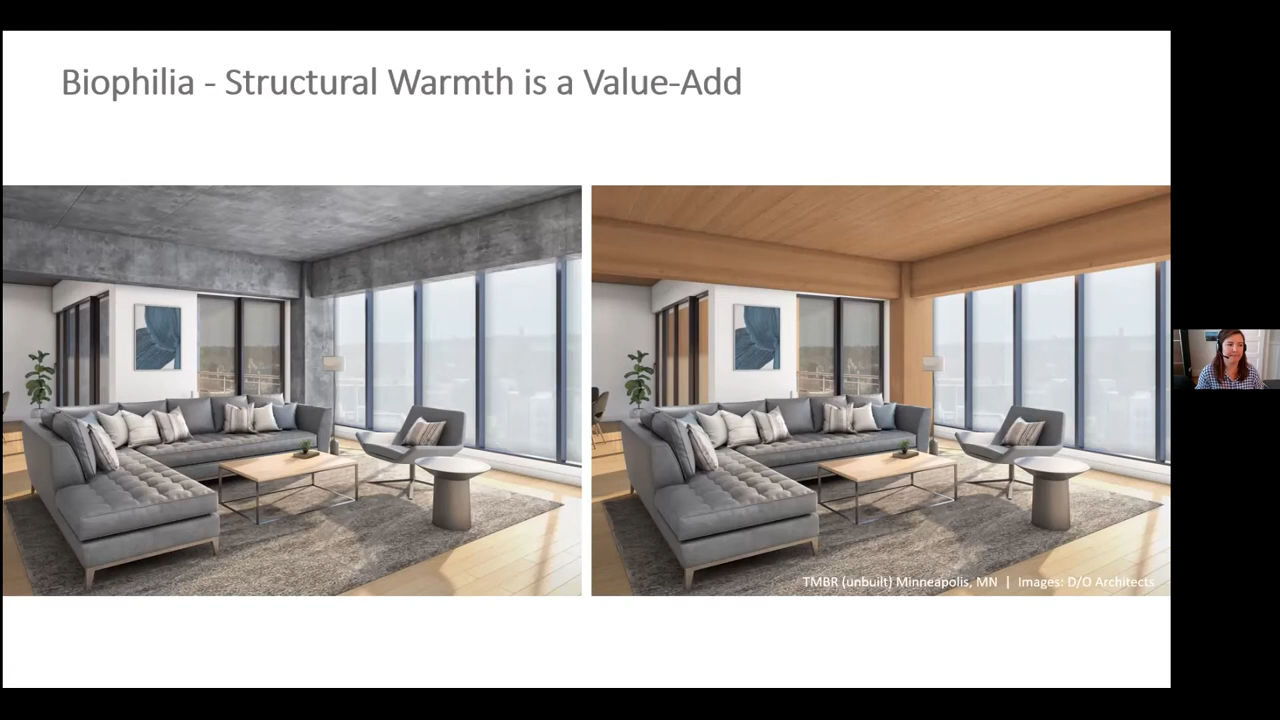 Biophilia - Structural Warmth is a Value-Add
TMBR (unbuilt) Minneapolis, MN | Images: D/O Architects